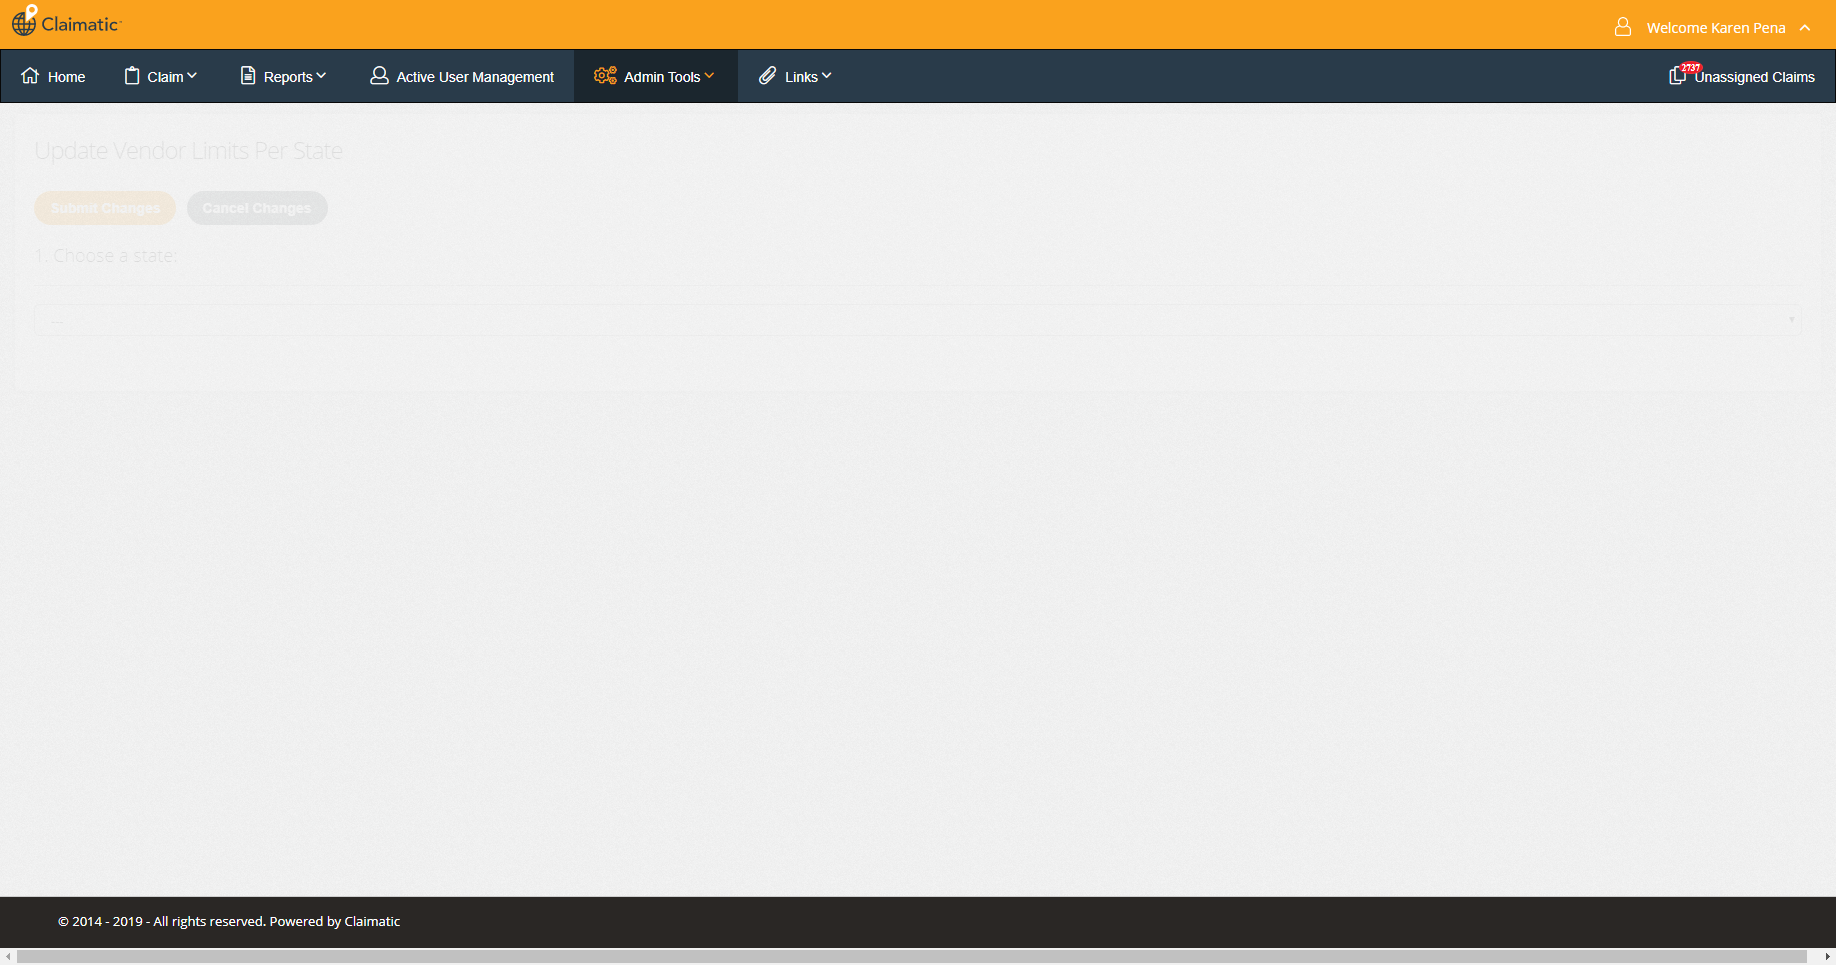 Claimatic
Welcome Karen Pena
Home
Claim
Reports
Active User Management
Admin Tools
Links
2737
Unassigned Claims
Update Vendor Limits Per State
Submit Changes
Cancel Changes
1. Choose a state:
© 2014 - 2019 - All rights reserved. Powered by Claimatic